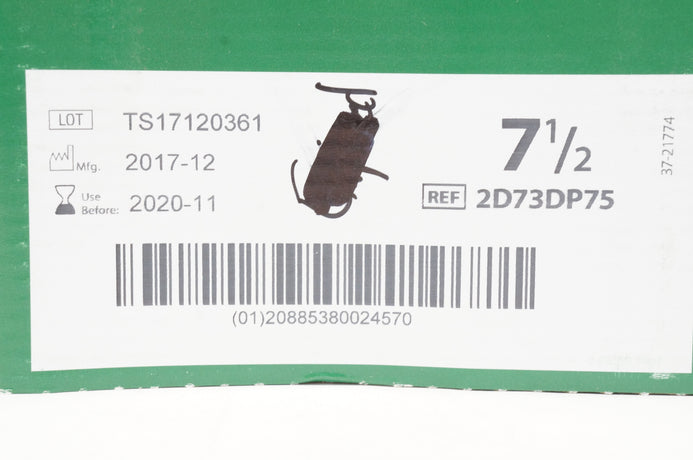 LOT TS17120361
Mfg. 2017-12
Use Before: 2020-11
7½
REF 2D73DP75
37-21774
(01)20885380024570